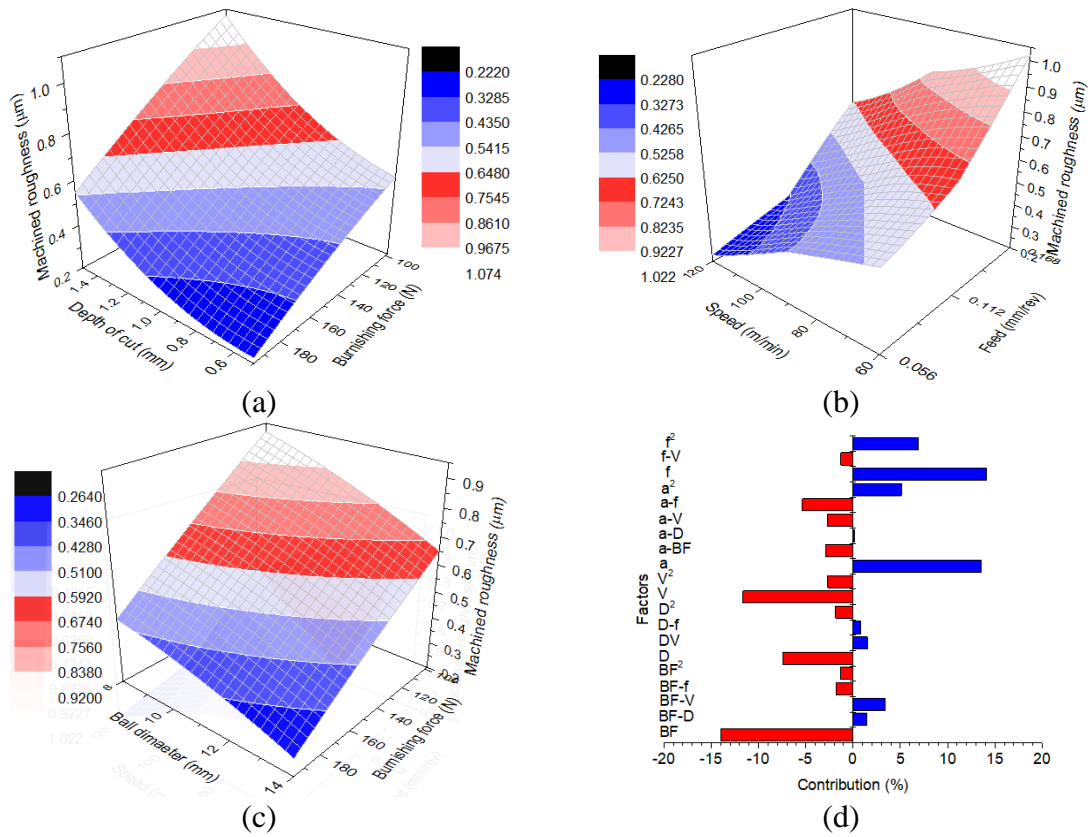 1.0
0.8
0.6
0.4
0.2
Machined roughness (μm)
1.4
1.2
1.0
0.8
0.6
Depth of cut (mm)
100
120
140
160
180
Burnishing force (N)
0.2220
0.3285
0.4350
0.5415
0.6480
0.7545
0.8610
0.9675
1.074
(a)
0.2280
0.3273
0.4265
0.5258
0.6250
0.7243
0.8235
0.9227
1.022
120
100
80
60
Speed (m/min)
0.056
0.112
Feed (mm/rev)
1.0
0.9
0.8
0.7
0.6
0.5
0.4
0.3
0.2
Machined roughness (μm)
(b)
0.2640
0.3460
0.4280
0.5100
0.5920
0.6740
0.7560
0.8380
0.9200
0.9227
1.022
8
10
12
14
Ball dimaeter (mm)
120
140
160
180
Burnishing force (N)
0.9
0.8
0.7
0.6
0.5
0.4
0.3
0.2
Machined roughness (μm)
(c)
f²
f-V
f
a²
a-f
a-V
a-D
a-BF
a
V²
V
D²
D-f
DV
D
BF²
BF-f
BF-V
BF-D
BF
Factors
-20 -15 -10 -5 0 5 10 15 20
Contribution (%)
(d)